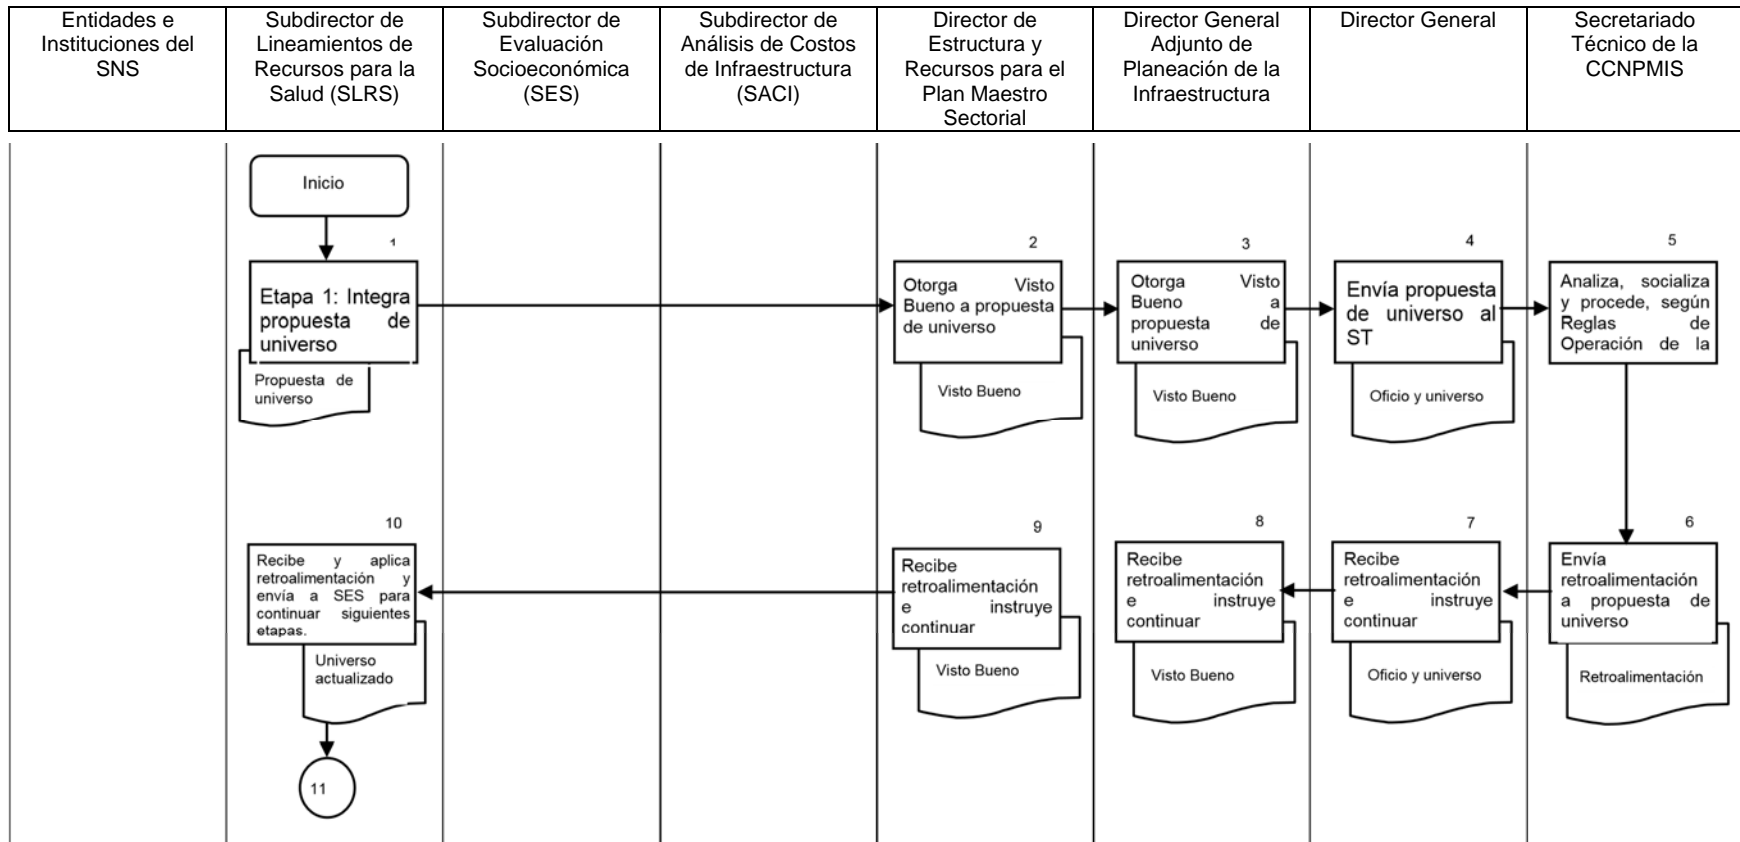 Entidades e
Instituciones del
SNS
Subdirector de
Lineamientos de
Recursos para la
Salud (SLRS)
Subdirector de
Evaluación
Socioeconómica
(SES)
Subdirector de
Análisis de Costos
de Infraestructura
(SACI)
Director de
Estructura y
Recursos para el
Plan Maestro
Sectorial
Director General
Adjunto de
Planeación de la
Infraestructura
Director General
Secretariado
Técnico de la
CCNPMIS
Inicio
1
Etapa 1: Integra
propuesta de
universo
Propuesta de
universo
2
Otorga Visto
Bueno a propuesta
de universo
Visto Bueno
3
Otorga Visto
Bueno a
propuesta de
universo
Visto Bueno
4
Envía propuesta
de universo al
ST
Oficio y universo
5
Analiza, socializa
y procede, según
Reglas de
Operación de la
6
Envía
retroalimentación
a propuesta de
universo
Retroalimentación
7
Recibe
retroalimentación
e instruye
continuar
Oficio y universo
8
Recibe
retroalimentación
e instruye
continuar
Visto Bueno
9
Recibe
retroalimentación
e instruye
continuar
Visto Bueno
10
Recibe y aplica
retroalimentación y
envía a SES para
continuar siguientes
etapas.
Universo
actualizado
11